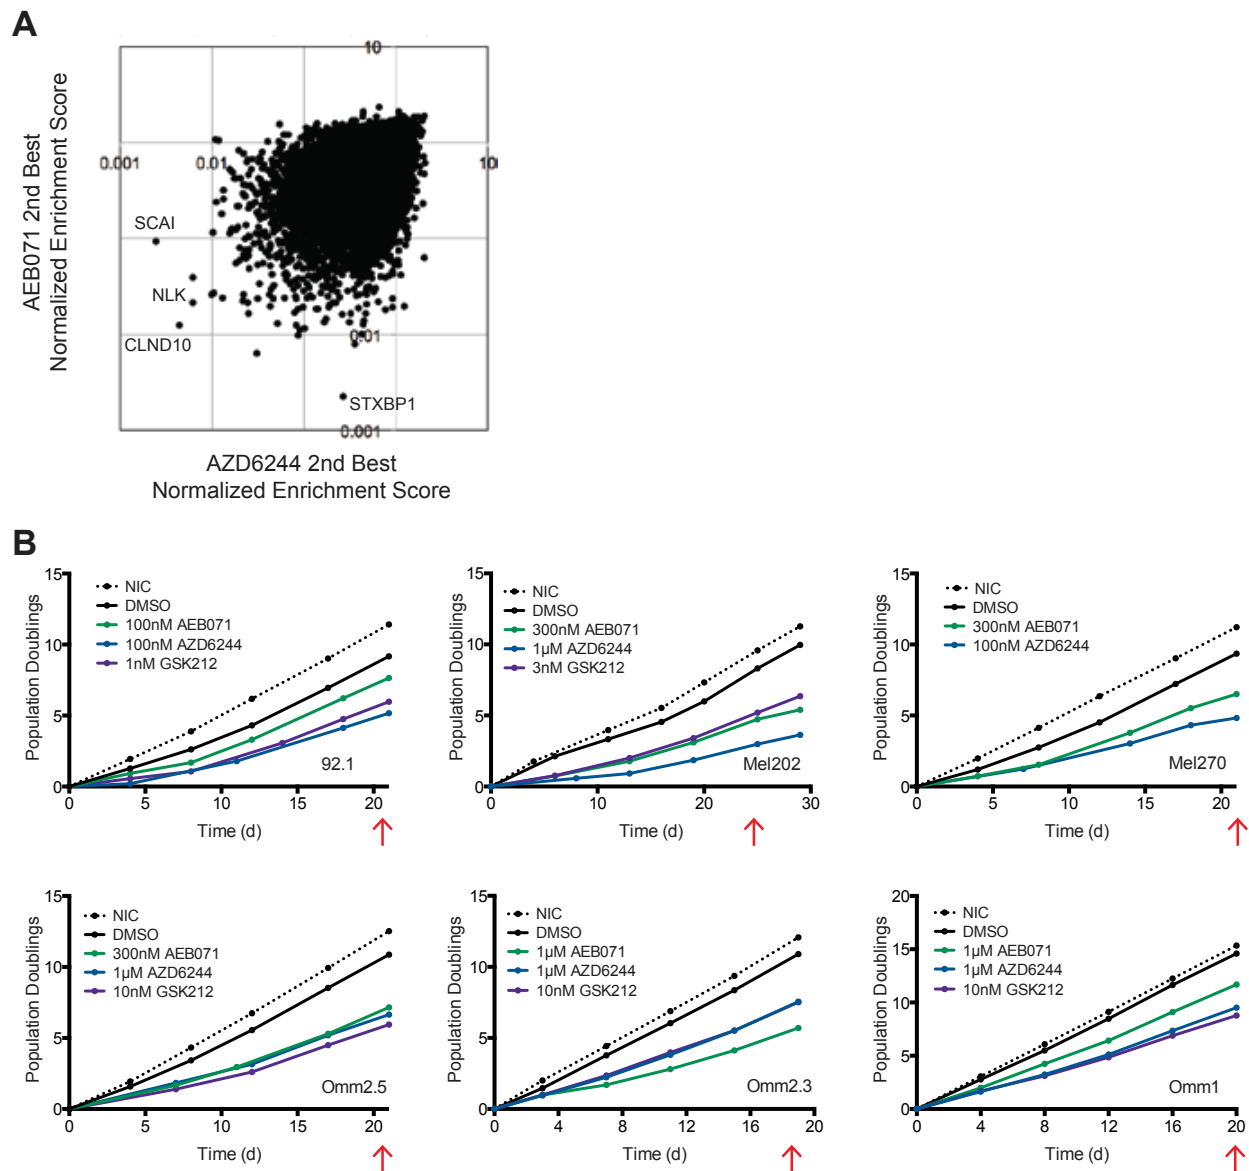 A
AEB071 2nd Best
Normalized Enrichment Score
10
0.001
0.01
10
SCAI
NLK
CLND10
0.01
STXBP1
0.001
AZD6244 2nd Best
Normalized Enrichment Score
B
Population Doublings
15
10
5
0
NIC
DMSO
100nM AEB071
100nM AZD6244
1nM GSK212
92.1
0 5 10 15 20
Time (d)
Population Doublings
15
10
5
0
NIC
DMSO
300nM AEB071
1µM AZD6244
3nM GSK212
Mel202
0 10 20 30
Time (d)
Population Doublings
15
10
5
0
NIC
DMSO
300nM AEB071
100nM AZD6244
Mel270
0 5 10 15 20
Time (d)
Population Doublings
15
10
5
0
NIC
DMSO
300nM AEB071
1µM AZD6244
10nM GSK212
Omm2.5
0 5 10 15 20
Time (d)
Population Doublings
15
10
5
0
NIC
DMSO
1µM AEB071
1µM AZD6244
10nM GSK212
Omm2.3
0 4 8 12 16 20
Time (d)
Population Doublings
20
15
10
5
0
NIC
DMSO
1µM AEB071
1µM AZD6244
10nM GSK212
Omm1
0 4 8 12 16 20
Time (d)